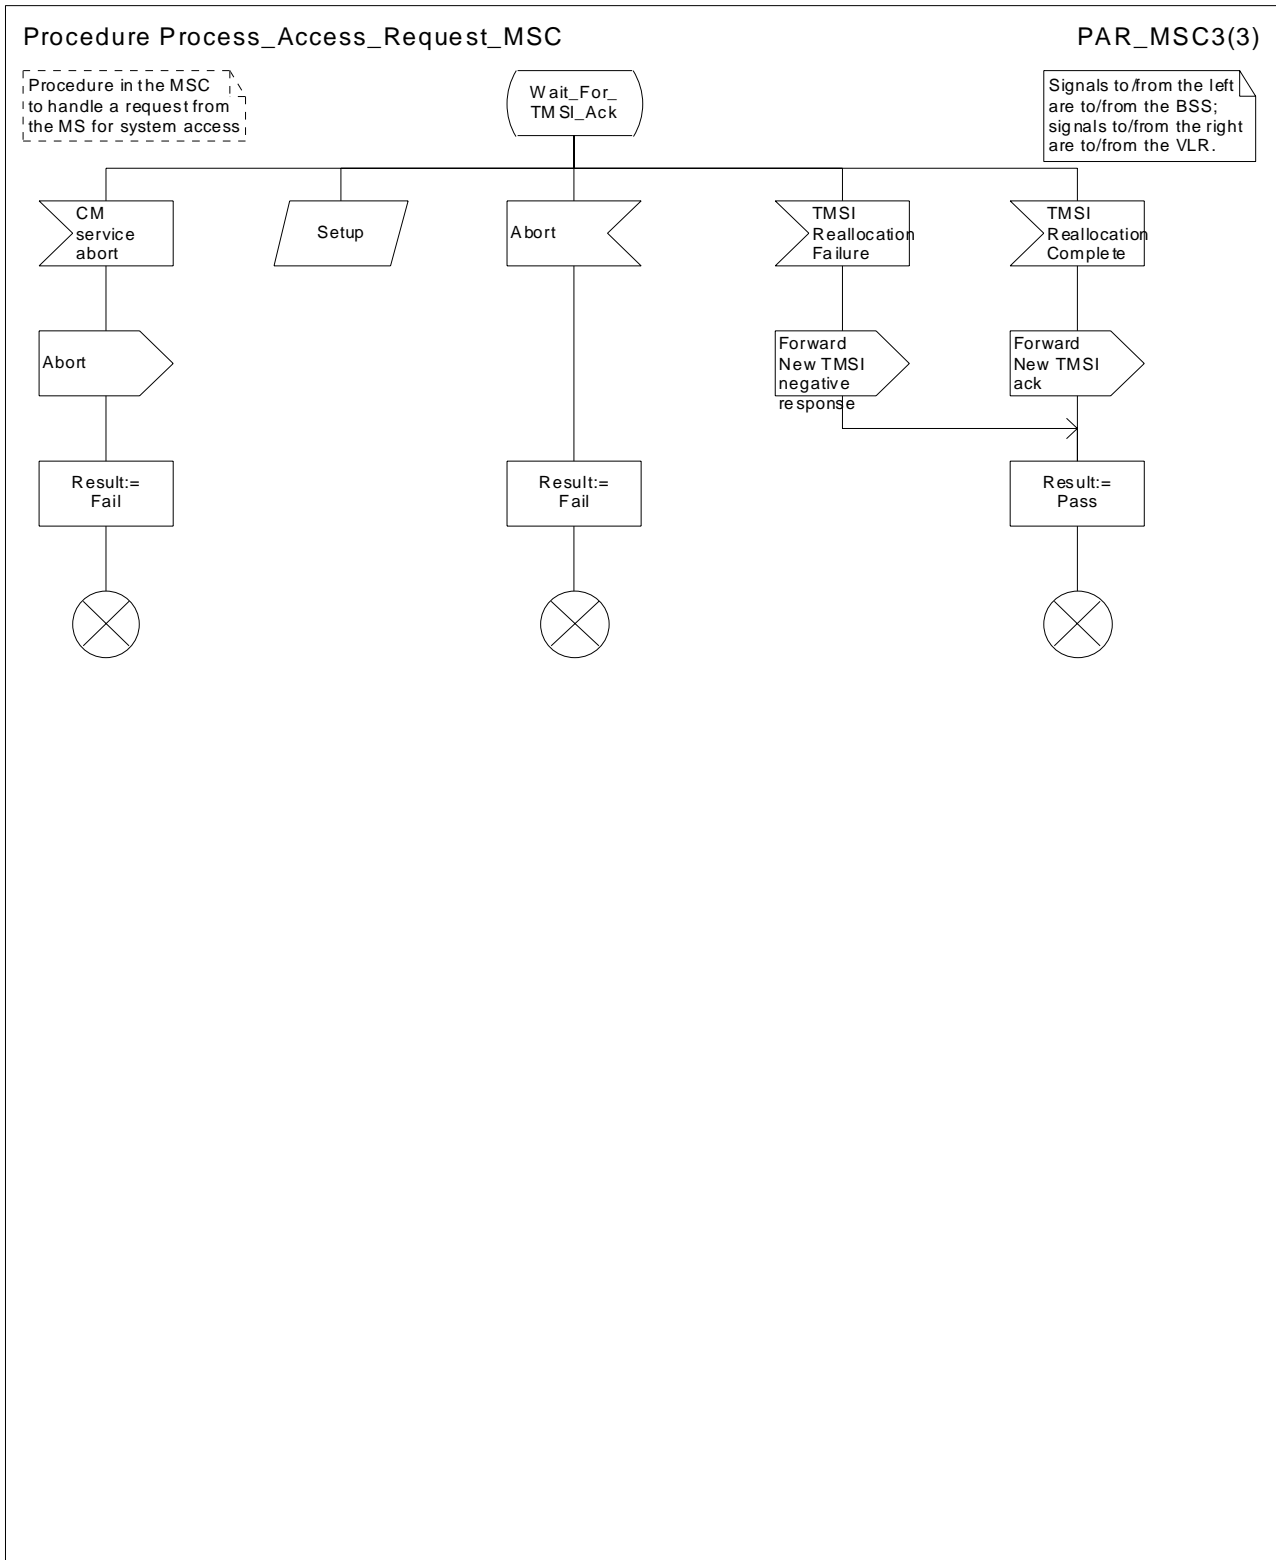 Procedure Process_Access_Request_MSC
PAR_MSC3(3)
Procedure in the MSC
to handle a request from
the MS for system access
Wait_For_
TMSI_Ack
Signals to/from the left
are to/from the BSS;
signals to/from the right
are to/from the VLR.
CM
service
abort
Setup
Abort
TMSI
Reallocation
Failure
TMSI
Reallocation
Complete
Abort
Forward
New TMSI
negative
response
Forward
New TMSI
ack
Result:=
Fail
Result:=
Fail
Result:=
Pass